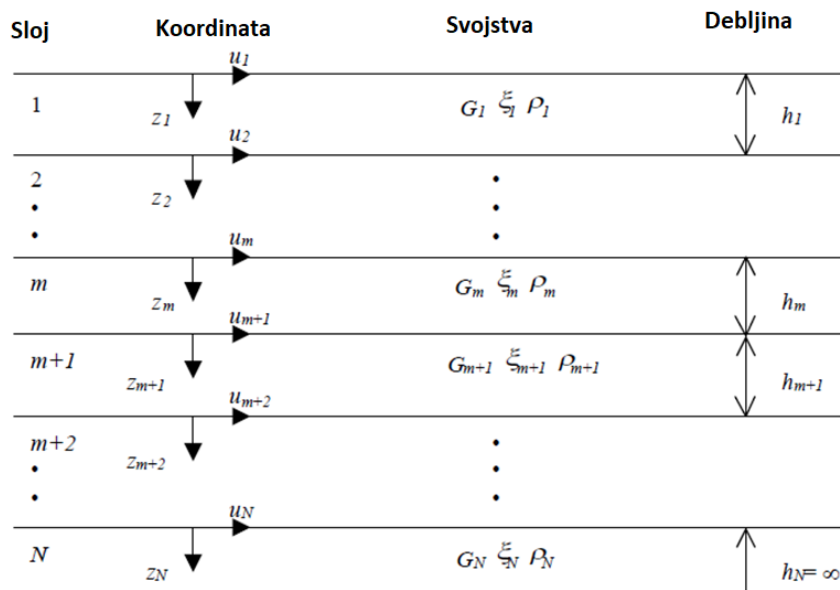 Sloj Koordinata Svojstva Debljina
u1
1 z1 G1 ξ1 ρ1 h1
u2
2 z2
um
m zm Gm ξm ρm hm
um+1
m+1 zm+1 Gm+1 ξm+1 ρm+1 hm+1
um+2
m+2 zm+2
uN
N zN GN ξN ρN hN=∞